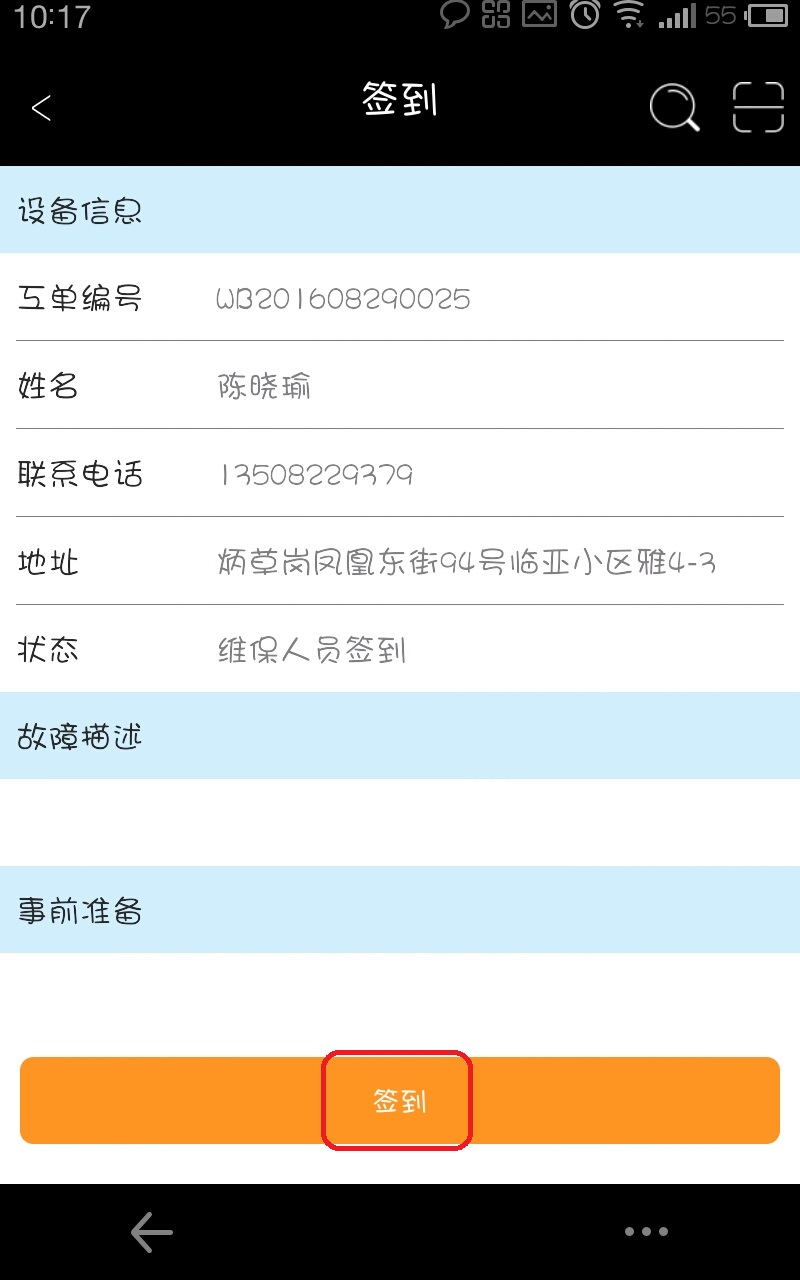 10:17
55
签到
设备信息
互单编号 WB201608290025
姓名 陈晓瑜
联系电话 13508229379
地址 炳草岗凤凰东街94号临亚小区雅4-3
状态 维保人员签到
故障描述
事前准备
签到